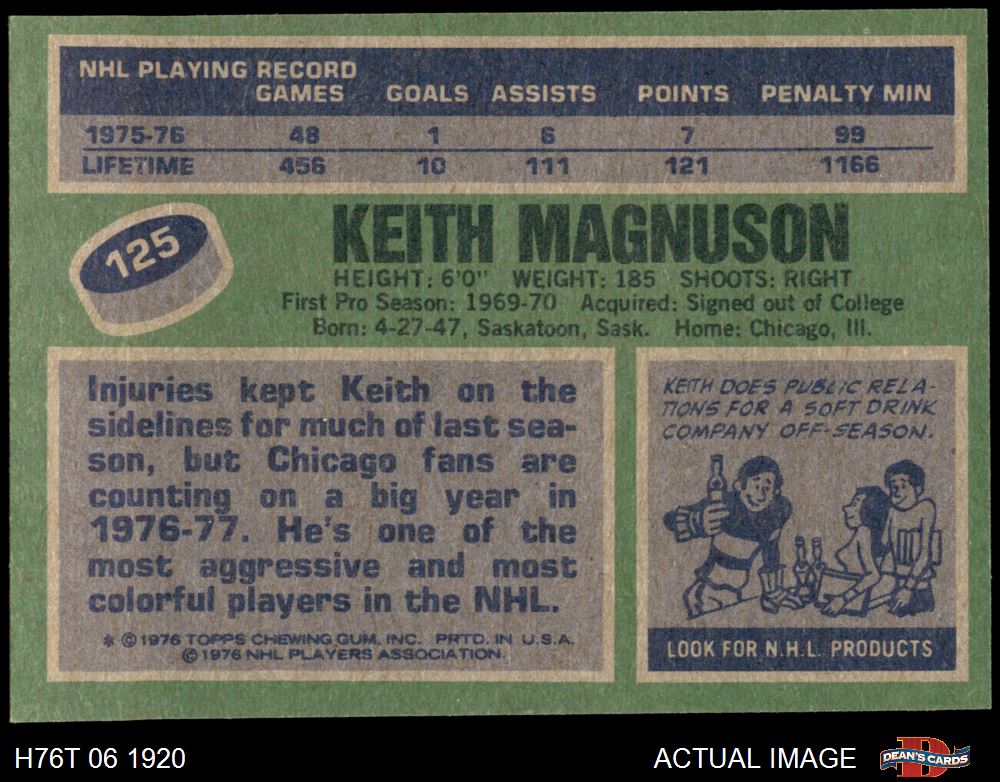 NHL PLAYING RECORD
GAMES GOALS ASSISTS POINTS PENALTY MIN
1975-76 48 1 6 7 99
LIFETIME 456 10 111 121 1166
125
KEITH MAGNUSON
HEIGHT: 6'0" WEIGHT: 185 SHOOTS: RIGHT
First Pro Season: 1969-70 Acquired: Signed out of College
Born: 4-27-47, Saskatoon, Sask. Home: Chicago, Ill.
Injuries kept Keith on the
sidelines for much of last sea-
son, but Chicago fans are
counting on a big year in
1976-77. He's one of the
most aggressive and most
colorful players in the NHL.
* ©1976 TOPPS CHEWING GUM, INC. PRTD. IN U.S.A.
©1976 NHL PLAYERS ASSOCIATION.
KEITH DOES PUBLIC RELA-
TIONS FOR A SOFT DRINK
COMPANY OFF-SEASON.
LOOK FOR N.H.L. PRODUCTS
H76T 06 1920
ACTUAL IMAGE
DEAN'S CARDS